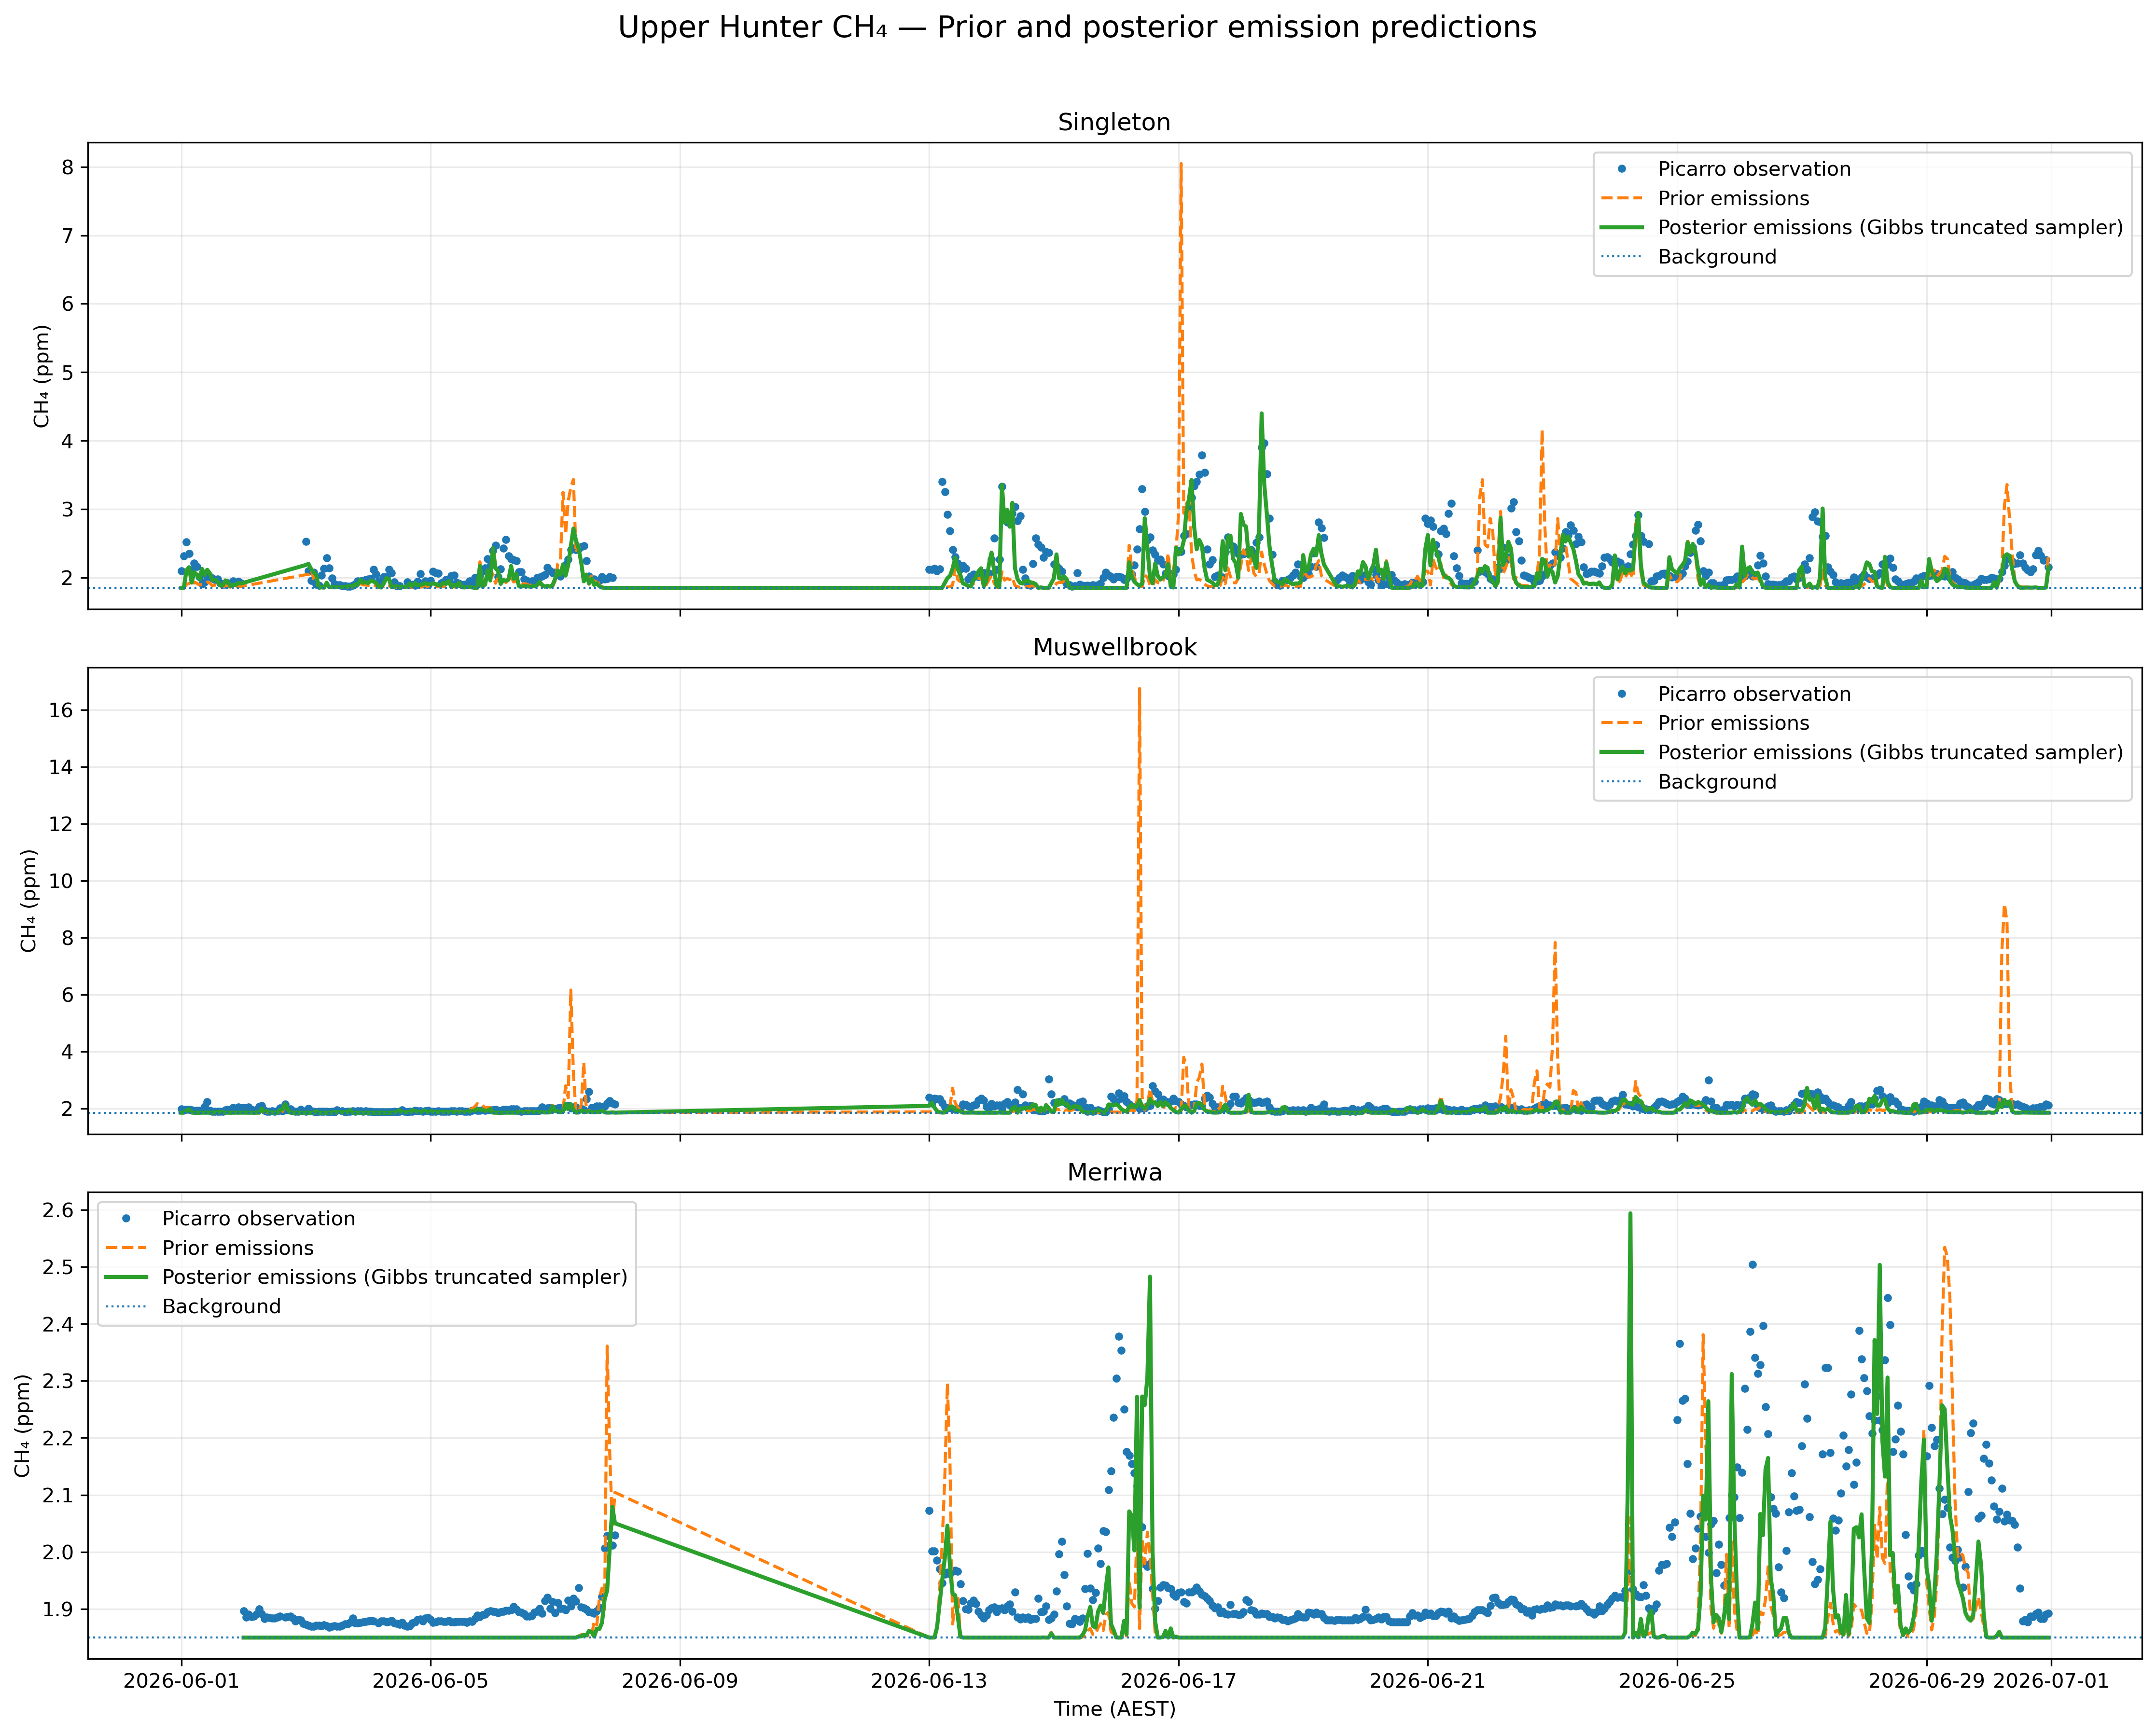 Upper Hunter CH₄ — Prior and posterior emission predictions
Singleton
8
7
6
5
4
3
2
CH₄ (ppm)
Picarro observation
Prior emissions
Posterior emissions (Gibbs truncated sampler)
Background
Muswellbrook
16
14
12
10
8
6
4
2
CH₄ (ppm)
Picarro observation
Prior emissions
Posterior emissions (Gibbs truncated sampler)
Background
Merriwa
2.6
2.5
2.4
2.3
2.2
2.1
2.0
1.9
CH₄ (ppm)
Picarro observation
Prior emissions
Posterior emissions (Gibbs truncated sampler)
Background
2026-06-01 2026-06-05 2026-06-09 2026-06-13 2026-06-17 2026-06-21 2026-06-25 2026-06-29 2026-07-01
Time (AEST)